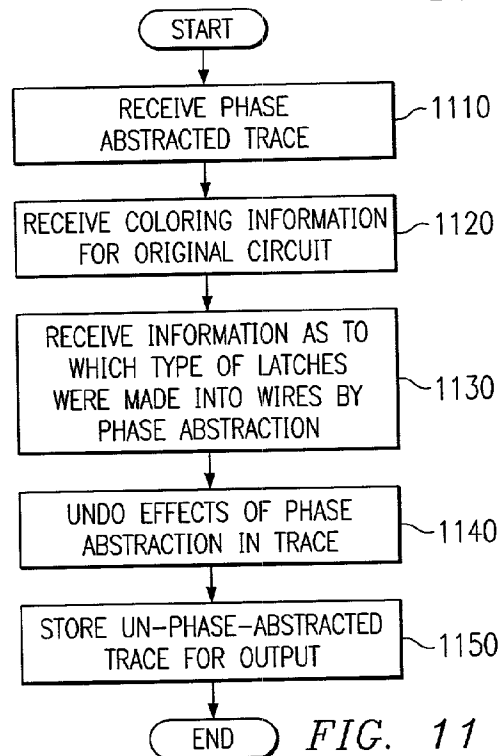 START
RECEIVE PHASE
ABSTRACTED TRACE
1110
RECEIVE COLORING INFORMATION
FOR ORIGINAL CIRCUIT
1120
RECEIVE INFORMATION AS TO
WHICH TYPE OF LATCHES
WERE MADE INTO WIRES BY
PHASE ABSTRACTION
1130
UNDO EFFECTS OF PHASE
ABSTRACTION IN TRACE
1140
STORE UN-PHASE-ABSTRACTED
TRACE FOR OUTPUT
1150
END
FIG. 11